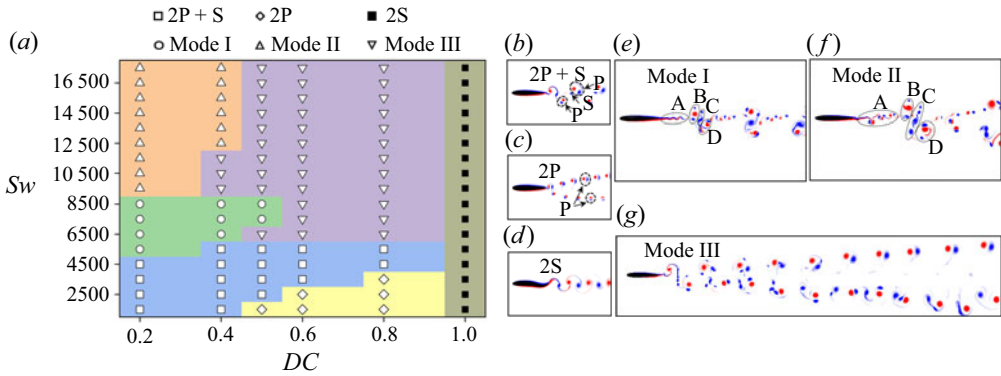 2P + S 2P 2S
Mode I Mode II Mode III
(a)
16 500
14 500
12 500
10 500
8500
6500
4500
2500
Sw
0.2 0.4 0.5 0.6 0.8 1.0
DC
(b)
2P + S
P
S
P
(c)
2P
P
(d)
2S
(e)
Mode I
A
B
C
D
(f)
Mode II
A
B
C
D
(g)
Mode III